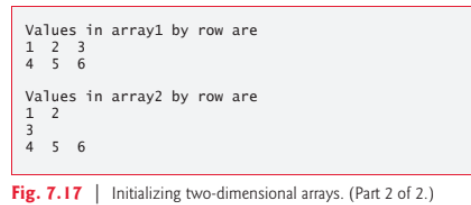 Values in array1 by row are
1 2 3
4 5 6
Values in array2 by row are
1 2
3
4 5 6
Fig. 7.17 | Initializing two-dimensional arrays. (Part 2 of 2.)